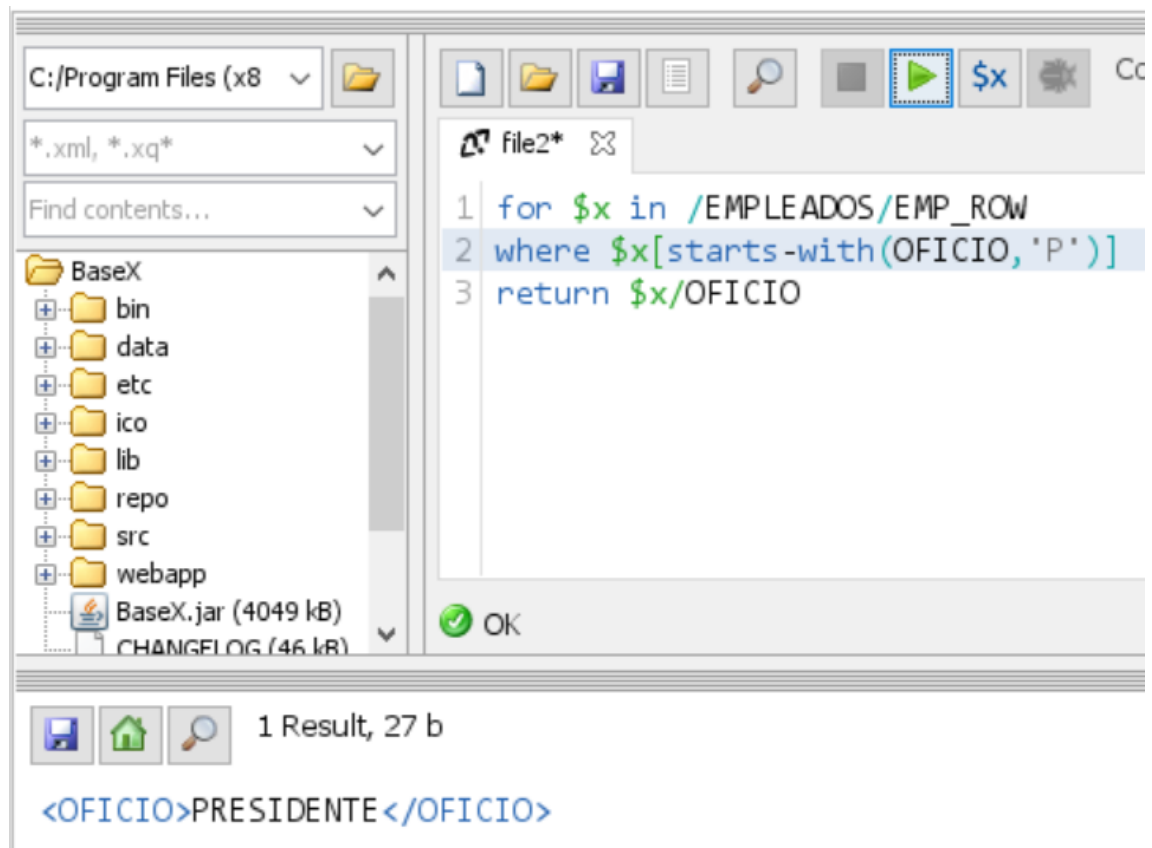 C:/Program Files (x8
*.xml, *.xq*
Find contents...
BaseX
bin
data
etc
ico
lib
repo
src
webapp
BaseX.jar (4049 kB)
CHANGELOG (46 kB)
$x
Co
file2*
1 for $x in /EMPLEADOS/EMP_ROW
2 where $x[starts-with(OFICIO,'P')]
3 return $x/OFICIO
OK
1 Result, 27 b
<OFICIO>PRESIDENTE</OFICIO>